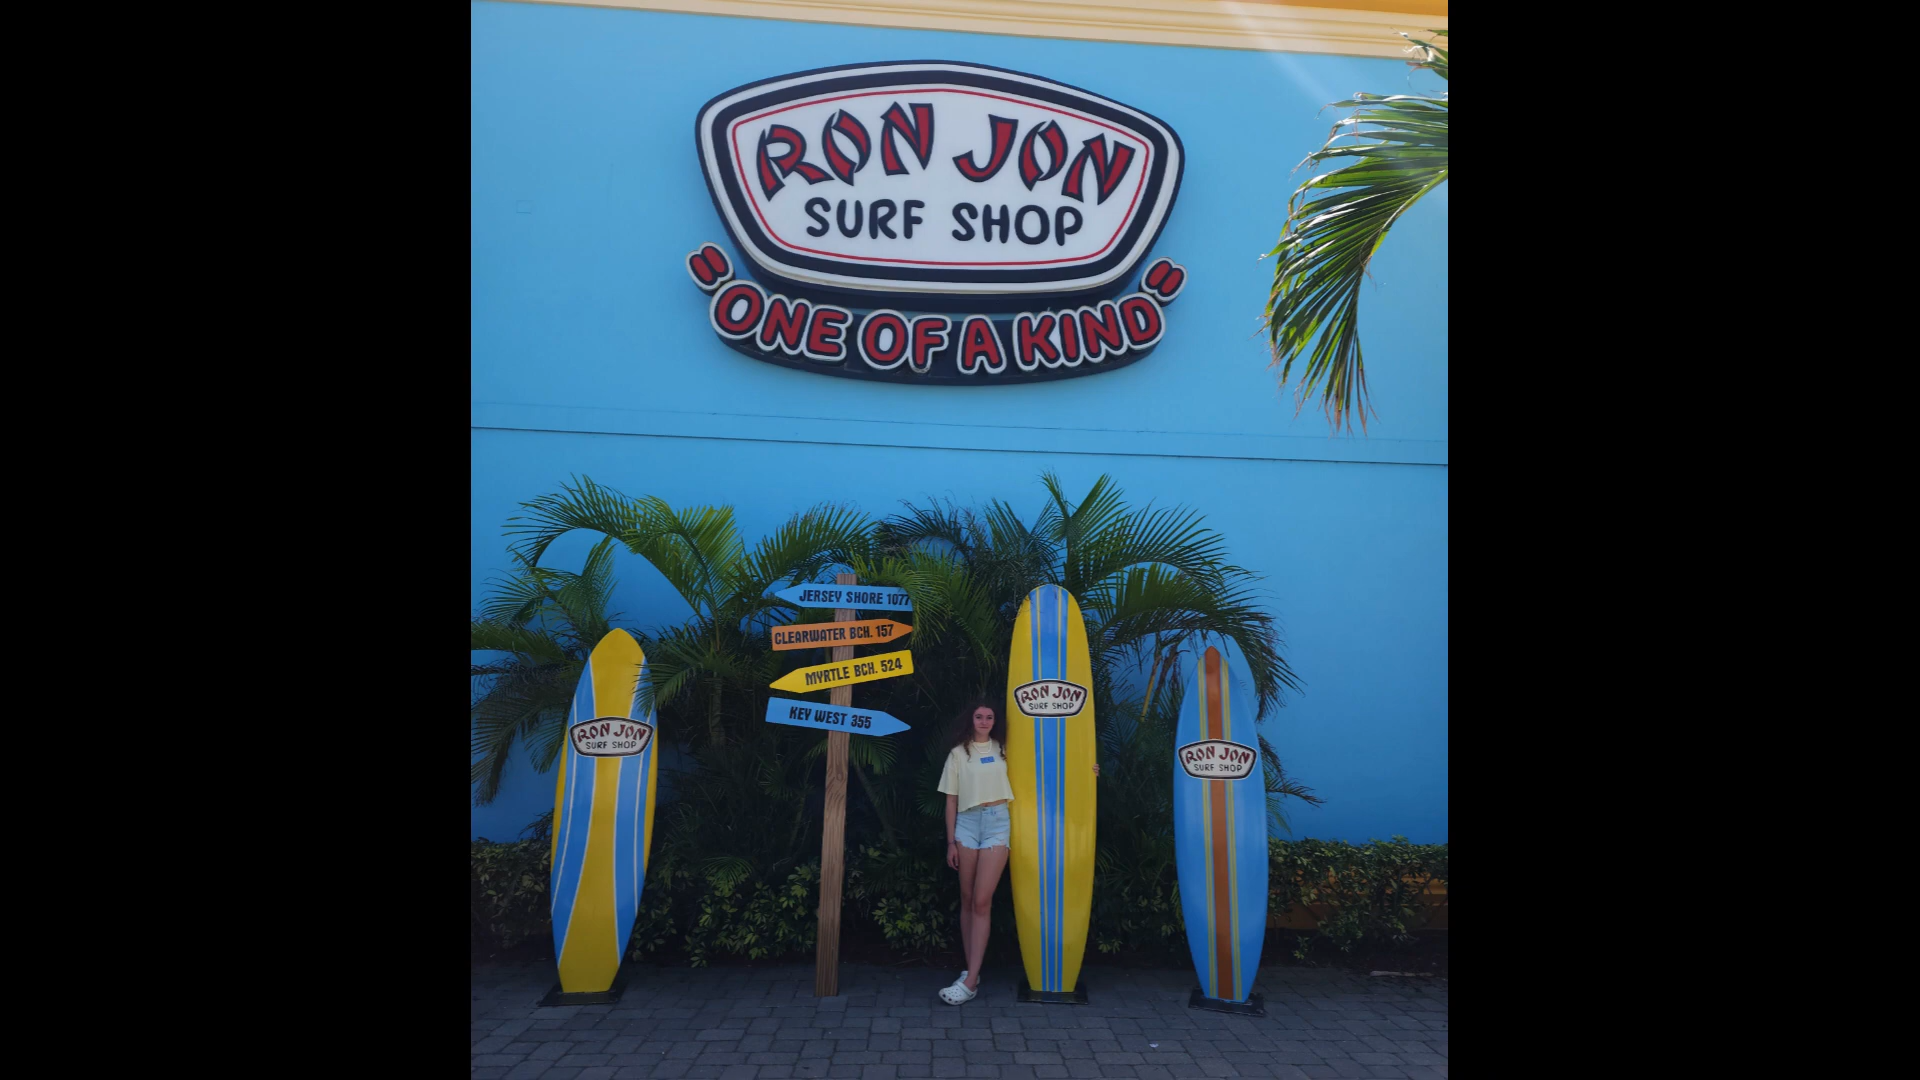 RON JON
SURF SHOP
"ONE OF A KIND"
JERSEY SHORE 1077
CLEARWATER BCH. 157
MYRTLE BCH. 524
KEY WEST 355
RON JON
SURF SHOP
RON JON
SURF SHOP
RON JON
SURF SHOP